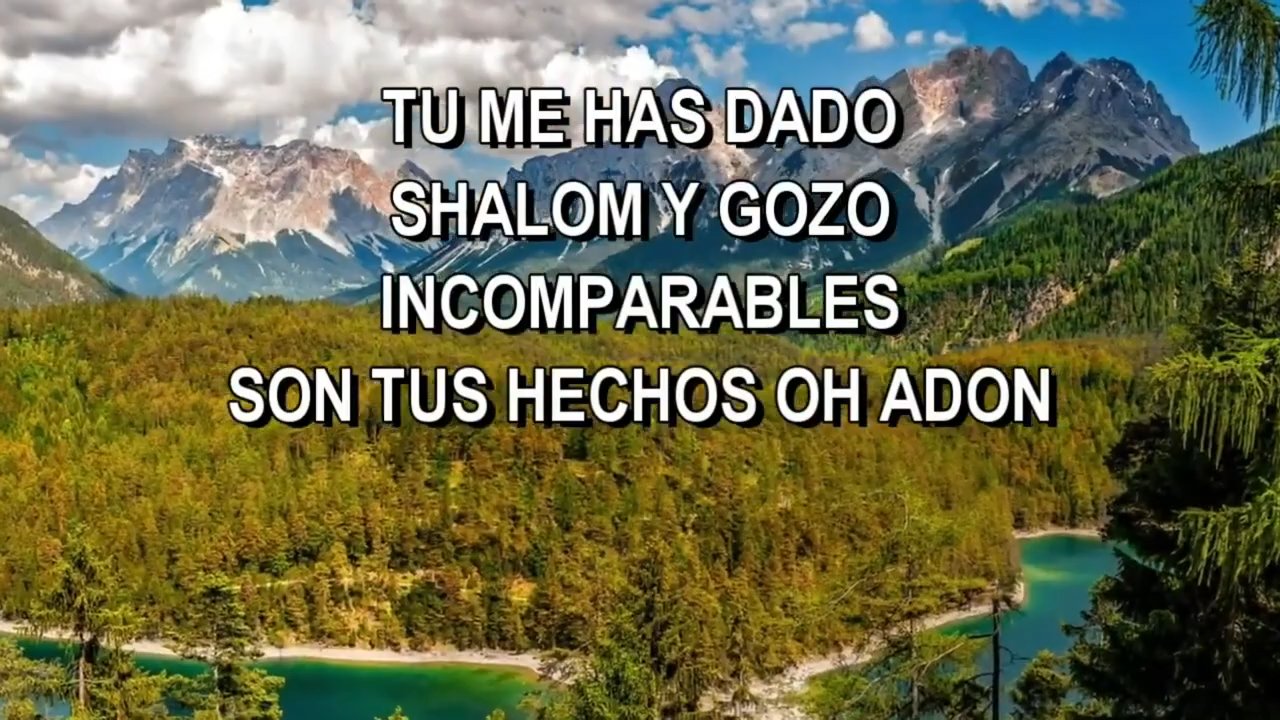 TU ME HAS DADO
SHALOM Y GOZO
INCOMPARABLES
SON TUS HECHOS OH ADON